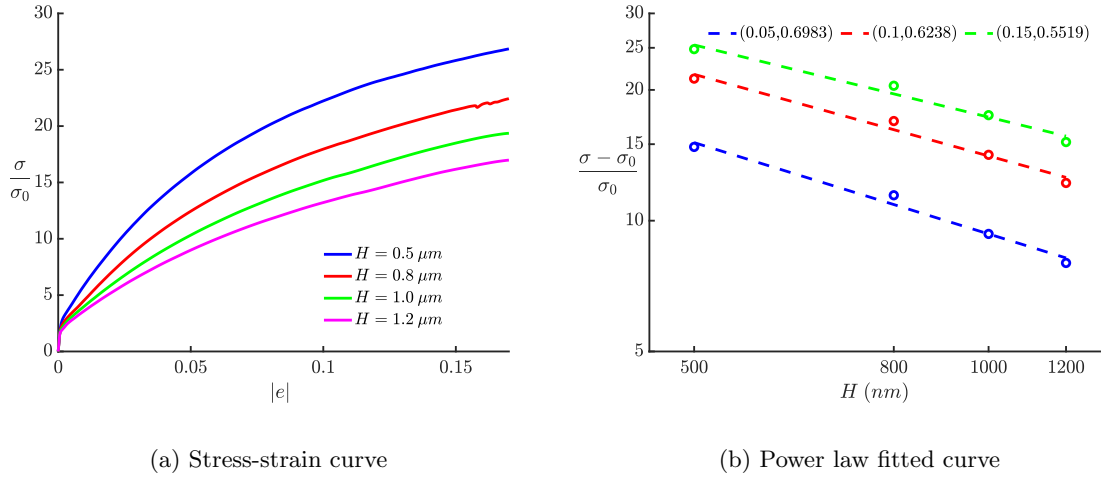 30
25
20
15
10
5
0
σ/σ₀
0 0.05 0.1 0.15
|e|
H = 0.5 μm
H = 0.8 μm
H = 1.0 μm
H = 1.2 μm
(a) Stress-strain curve
30
25
20
15
10
5
(σ − σ₀)/σ₀
(0.05,0.6983) (0.1,0.6238) (0.15,0.5519)
500 800 1000 1200
H (nm)
(b) Power law fitted curve